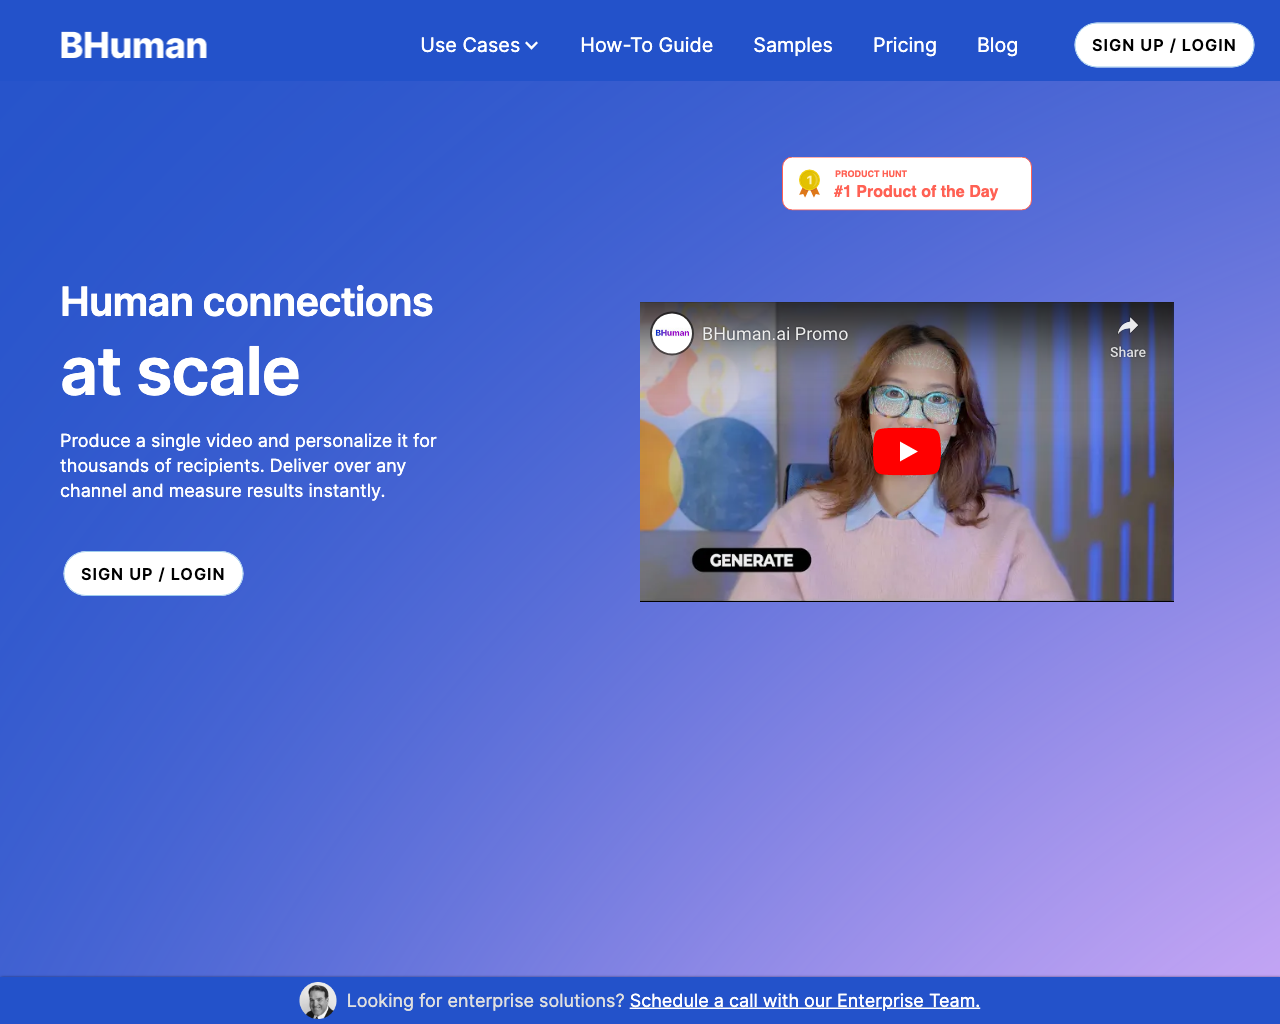 BHuman
Use Cases
How-To Guide
Samples
Pricing
Blog
SIGN UP / LOGIN
1
PRODUCT HUNT
#1 Product of the Day
Human connections
at scale
Produce a single video and personalize it for
thousands of recipients. Deliver over any
channel and measure results instantly.
SIGN UP / LOGIN
BHuman
BHuman.ai Promo
Share
GENERATE
Looking for enterprise solutions? Schedule a call with our Enterprise Team.